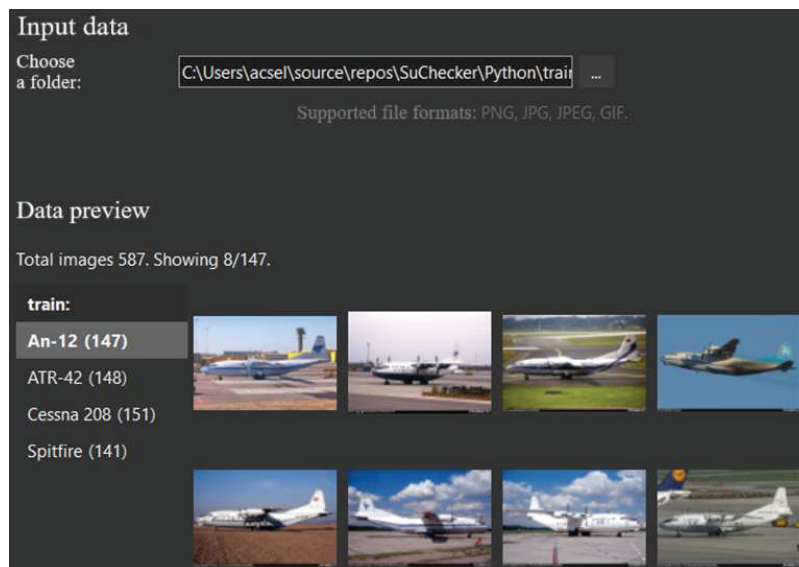 Input data
Choose
a folder:
C:\Users\acsel\source\repos\SuChecker\Python\trai
...
Supported file formats: PNG, JPG, JPEG, GIF.
Data preview
Total images 587. Showing 8/147.
train:
An-12 (147)
ATR-42 (148)
Cessna 208 (151)
Spitfire (141)